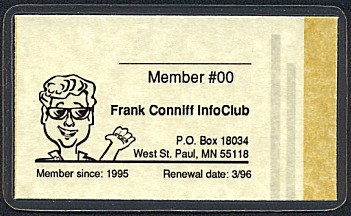 Member #00
Frank Conniff InfoClub
P.O. Box 18034
West St. Paul, MN 55118
Member since: 1995 Renewal date: 3/96